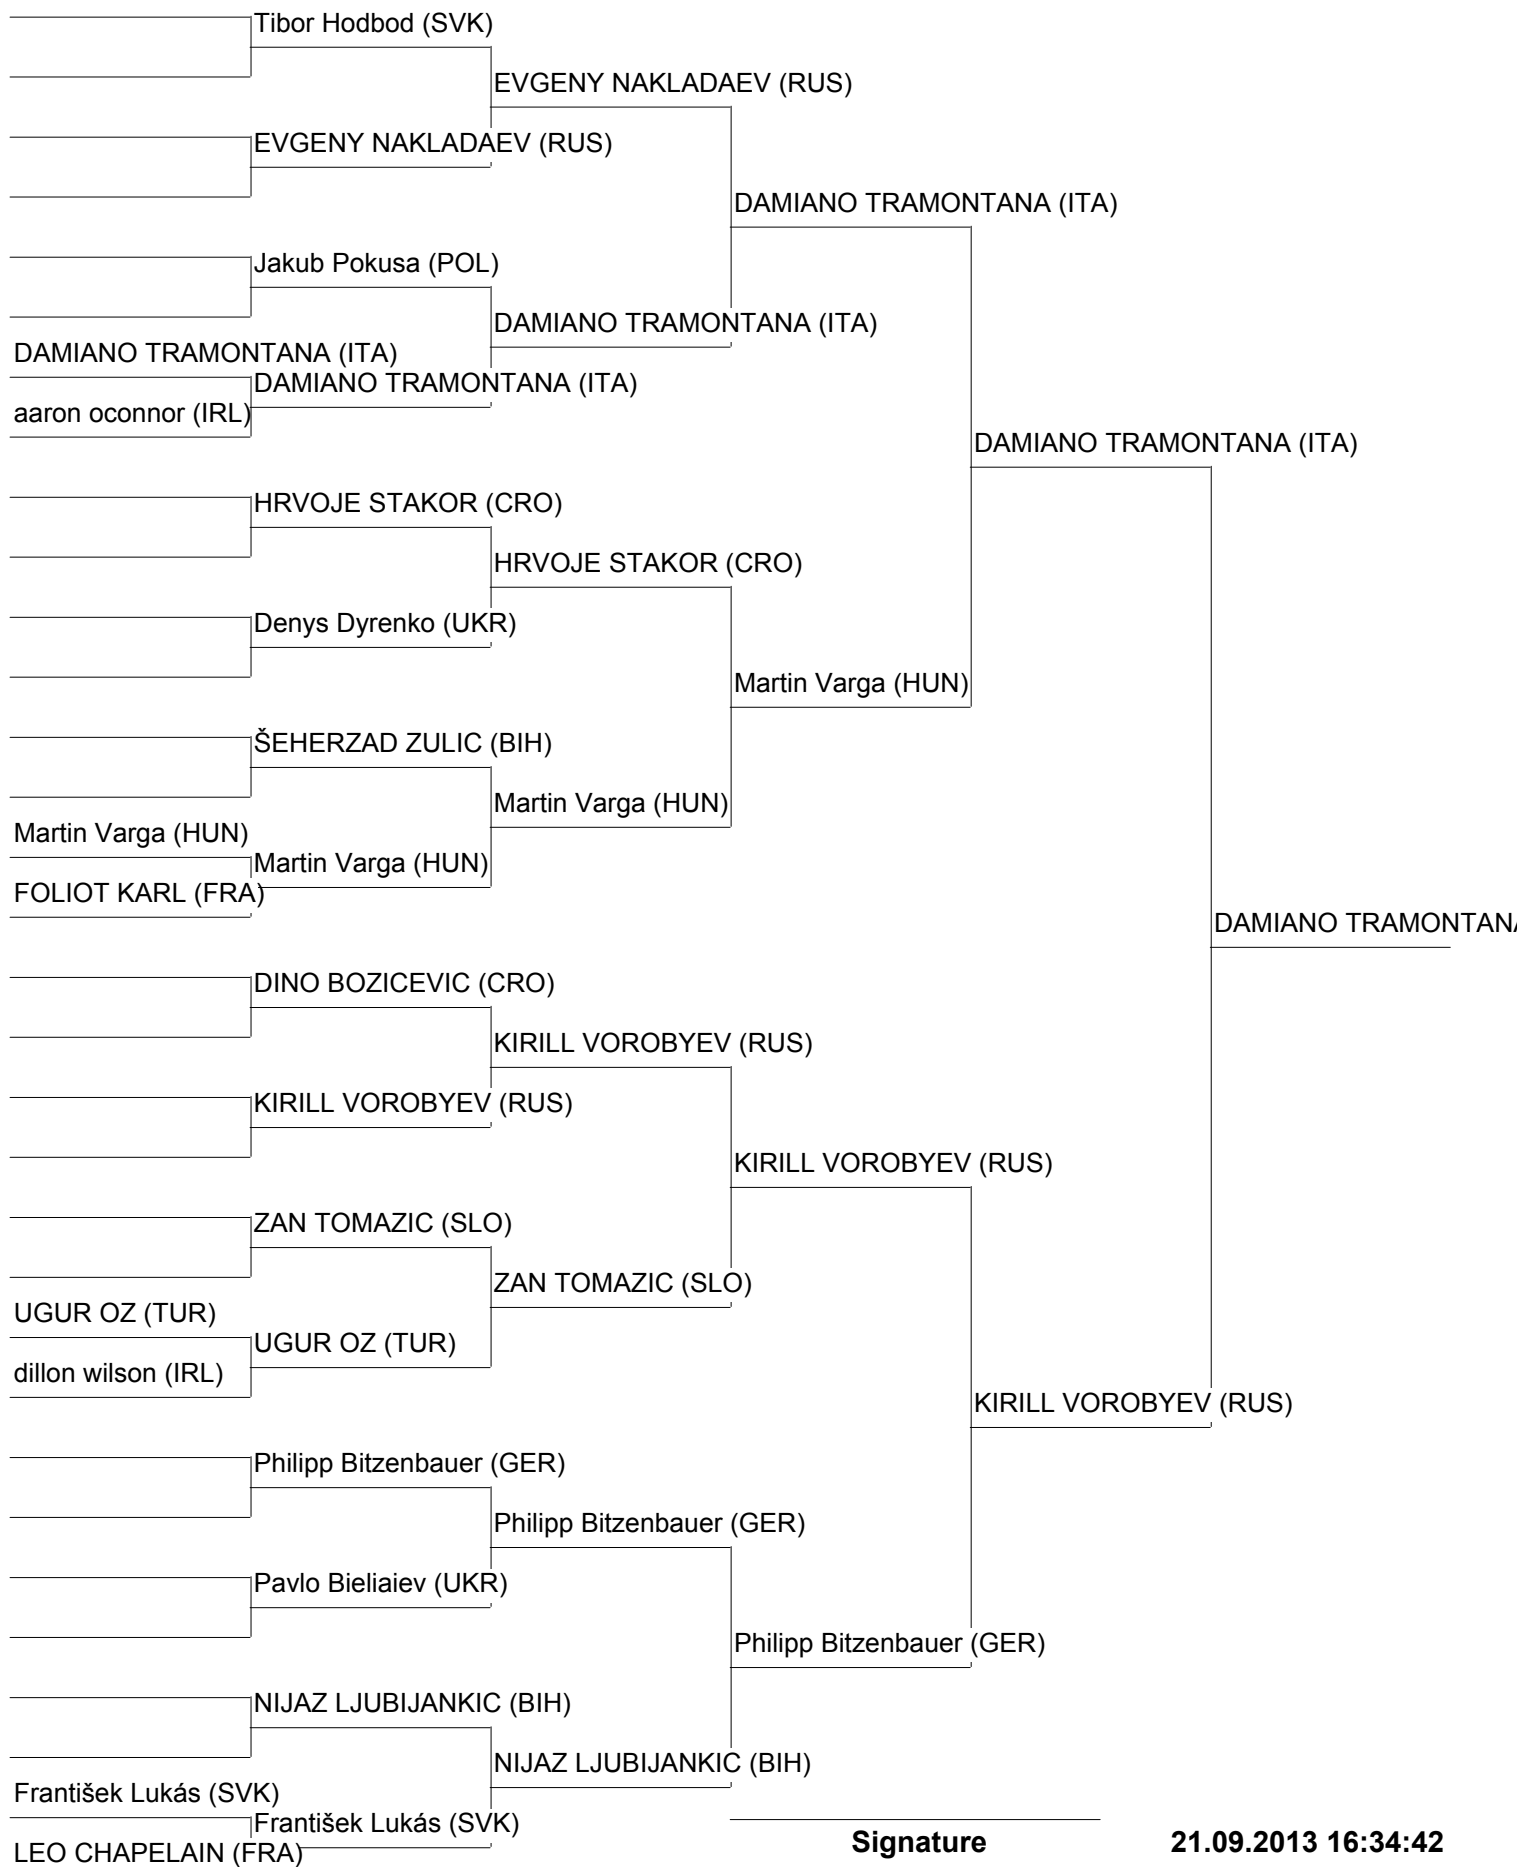 Tibor Hodbod (SVK)
EVGENY NAKLADAEV (RUS)
EVGENY NAKLADAEV (RUS)
DAMIANO TRAMONTANA (ITA)
Jakub Pokusa (POL)
DAMIANO TRAMONTANA (ITA)
DAMIANO TRAMONTANA (ITA)
DAMIANO TRAMONTANA (ITA)
aaron oconnor (IRL)
DAMIANO TRAMONTANA (ITA)
HRVOJE STAKOR (CRO)
HRVOJE STAKOR (CRO)
Denys Dyrenko (UKR)
Martin Varga (HUN)
ŠEHERZAD ZULIC (BIH)
Martin Varga (HUN)
Martin Varga (HUN)
Martin Varga (HUN)
FOLIOT KARL (FRA)
DAMIANO TRAMONTANA
DINO BOZICEVIC (CRO)
KIRILL VOROBYEV (RUS)
KIRILL VOROBYEV (RUS)
KIRILL VOROBYEV (RUS)
ZAN TOMAZIC (SLO)
ZAN TOMAZIC (SLO)
UGUR OZ (TUR)
UGUR OZ (TUR)
dillon wilson (IRL)
KIRILL VOROBYEV (RUS)
Philipp Bitzenbauer (GER)
Philipp Bitzenbauer (GER)
Pavlo Bieliaiev (UKR)
Philipp Bitzenbauer (GER)
NIJAZ LJUBIJANKIC (BIH)
NIJAZ LJUBIJANKIC (BIH)
František Lukás (SVK)
František Lukás (SVK)
LEO CHAPELAIN (FRA)
Signature
21.09.2013 16:34:42